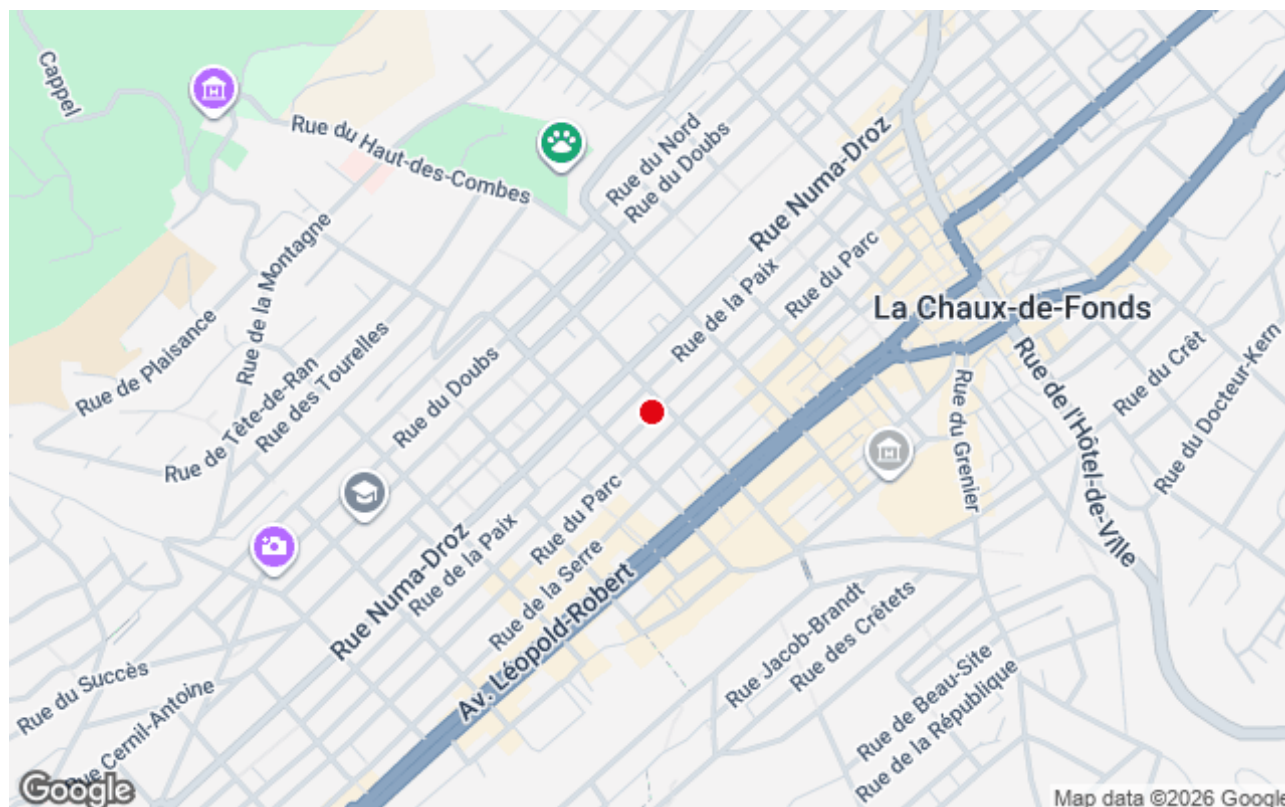 Cappel
Rue du Haut-des-Combes
Rue du Nord
Rue du Doubs
Rue Numa-Droz
Rue de la Montagne
Rue de la Paix
Rue du Parc
La Chaux-de-Fonds
Rue de Plaisance
Rue de Tête-de-Ran
Rue des Tourelles
Rue du Doubs
Rue du Crêt
Rue du Docteur-Kern
Rue de l'Hôtel-de-Ville
Rue du Grenier
Rue du Parc
Rue de la Paix
Rue de la Serre
Rue Numa-Droz
Av. Léopold-Robert
Rue Jacob-Brandt
Rue des Crêtets
Rue de Beau-Site
Rue de la République
Rue du Succès
Rue Cernil-Antoine
Google
Map data ©2026 Google